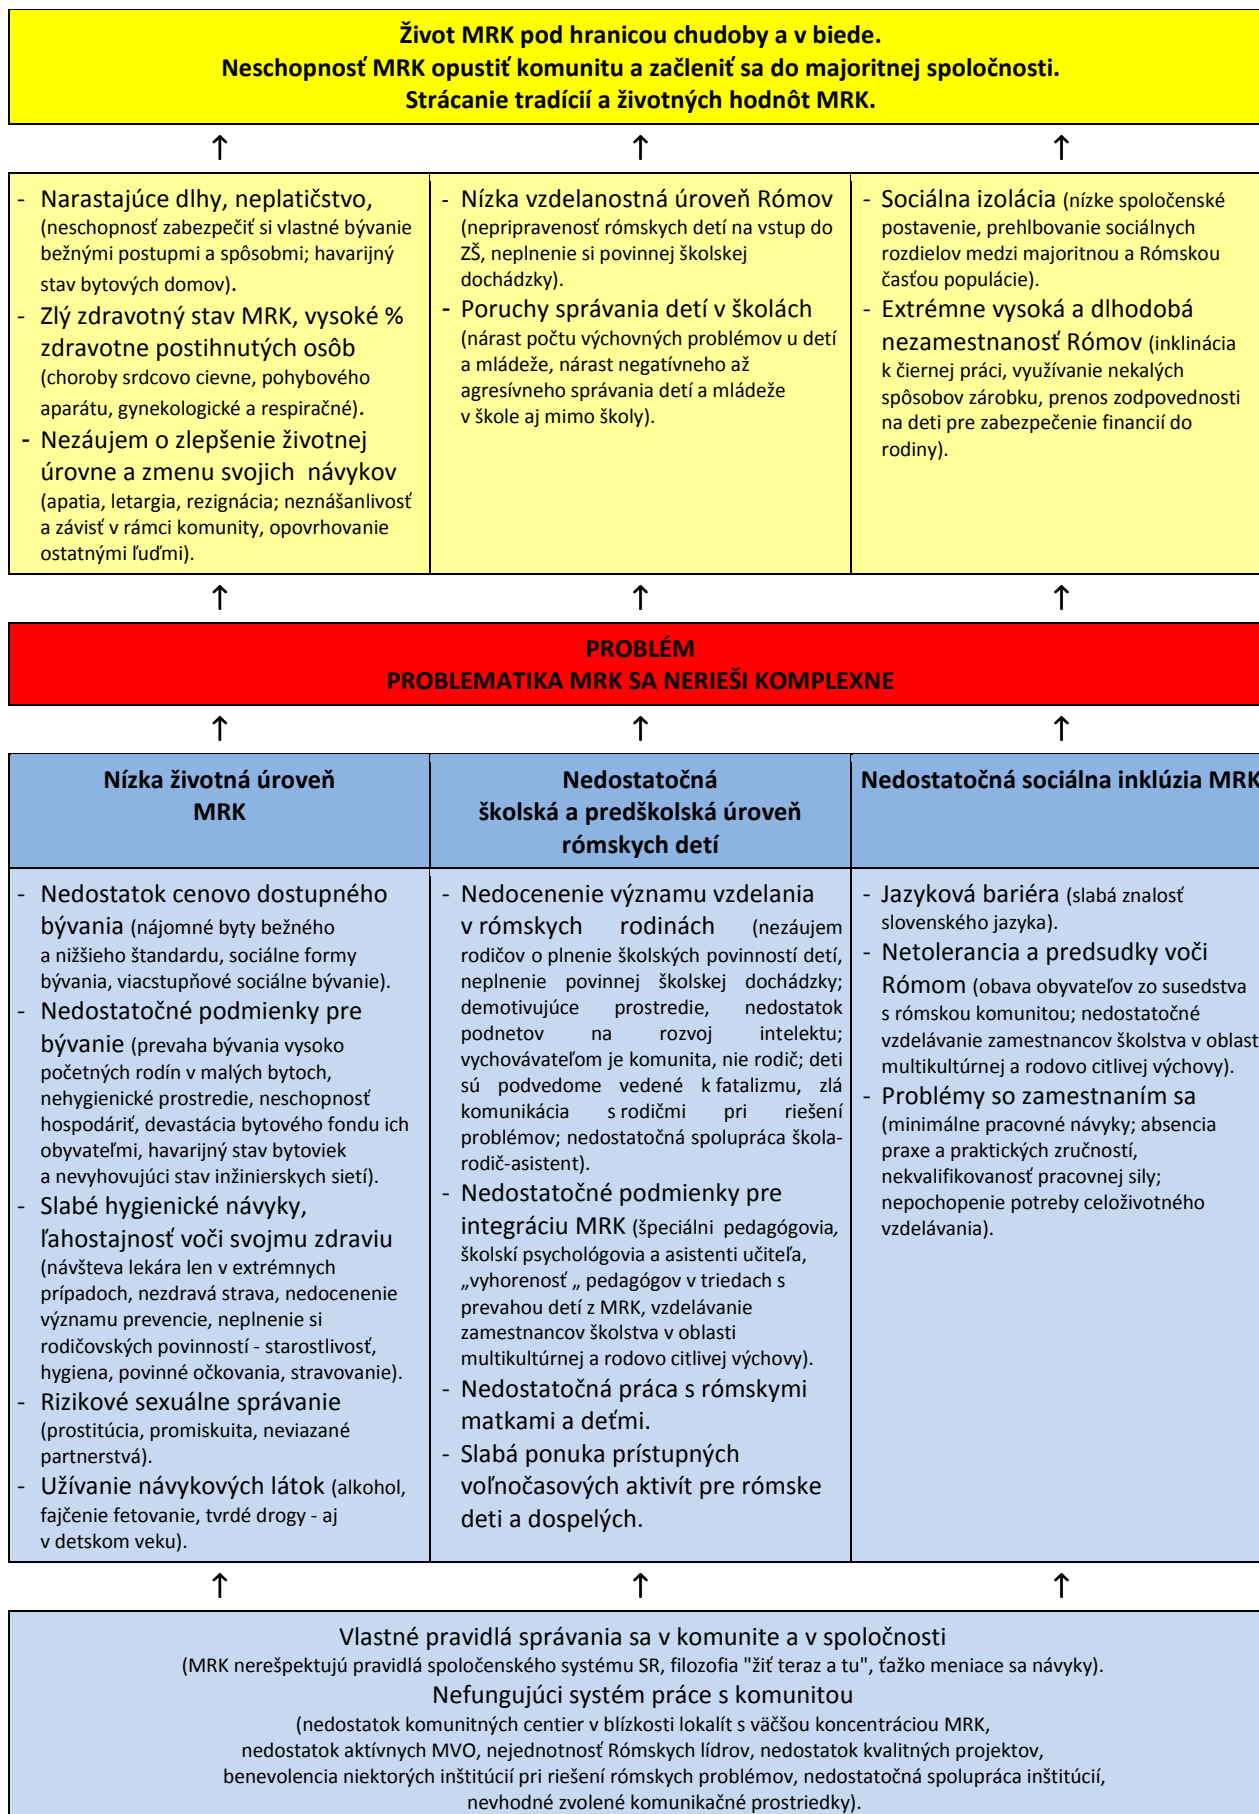 Život MRK pod hranicou chudoby a v biede.
Neschopnosť MRK opustiť komunitu a začleniť sa do majoritnej spoločnosti.
Strácanie tradícií a životných hodnôt MRK.
↑ ↑ ↑
- Narastajúce dlhy, neplatičstvo,
(neschopnosť zabezpečiť si vlastné bývanie
bežnými postupmi a spôsobmi; havarijný
stav bytových domov).
- Zlý zdravotný stav MRK, vysoké %
zdravotne postihnutých osôb
(choroby srdcovo cievne, pohybového
aparátu, gynekologické a respiračné).
- Nezáujem o zlepšenie životnej
úrovne a zmenu svojich návykov
(apatia, letargia, rezignácia; neznášanlivosť
a závisť v rámci komunity, opovrhovanie
ostatnými ľuďmi).
- Nízka vzdelanostná úroveň Rómov
(nepripravenosť rómskych detí na vstup do
ZŠ, neplnenie si povinnej školskej
dochádzky).
- Poruchy správania detí v školách
(nárast počtu výchovných problémov u detí
a mládeže, nárast negatívneho až
agresívneho správania detí a mládeže
v škole aj mimo školy).
- Sociálna izolácia (nízke spoločenské
postavenie, prehlbovanie sociálnych
rozdielov medzi majoritnou a Rómskou
časťou populácie).
- Extrémne vysoká a dlhodobá
nezamestnanosť Rómov (inklinácia
k čiernej práci, využívanie nekalých
spôsobov zárobku, prenos zodpovednosti
na deti pre zabezpečenie financií do
rodiny).
↑ ↑ ↑
PROBLÉM
PROBLEMATIKA MRK SA NERIEŠI KOMPLEXNE
↑ ↑ ↑
Nízka životná úroveň
MRK
Nedostatočná
školská a predškolská úroveň
rómskych detí
Nedostatočná sociálna inklúzia MRK
- Nedostatok cenovo dostupného
bývania (nájomné byty bežného
a nižšieho štandardu, sociálne formy
bývania, viacstupňové sociálne bývanie).
- Nedostatočné podmienky pre
bývanie (prevaha bývania vysoko
početných rodín v malých bytoch,
nehygienické prostredie, neschopnosť
hospodáriť, devastácia bytového fondu ich
obyvateľmi, havarijný stav bytoviek
a nevyhovujúci stav inžinierskych sietí).
- Slabé hygienické návyky,
ľahostajnosť voči svojmu zdraviu
(návšteva lekára len v extrémnych
prípadoch, nezdravá strava, nedocenenie
významu prevencie, neplnenie si
rodičovských povinností - starostlivosť,
hygiena, povinné očkovania, stravovanie).
- Rizikové sexuálne správanie
(prostitúcia, promiskuita, neviazané
partnerstvá).
- Užívanie návykových látok (alkohol,
fajčenie fetovanie, tvrdé drogy - aj
v detskom veku).
- Nedocenenie významu vzdelania
v rómskych rodinách (nezáujem
rodičov o plnenie školských povinností detí,
neplnenie povinnej školskej dochádzky;
demotivujúce prostredie, nedostatok
podnetov na rozvoj intelektu;
vychovávateľom je komunita, nie rodič; deti
sú podvedome vedené k fatalizmu, zlá
komunikácia s rodičmi pri riešení
problémov; nedostatočná spolupráca škola-
rodič-asistent).
- Nedostatočné podmienky pre
integráciu MRK (špeciálni pedagógovia,
školskí psychológovia a asistenti učiteľa,
„vyhorenosť „ pedagógov v triedach s
prevahou detí z MRK, vzdelávanie
zamestnancov školstva v oblasti
multikultúrnej a rodovo citlivej výchovy).
- Nedostatočná práca s rómskymi
matkami a deťmi.
- Slabá ponuka prístupných
voľnočasových aktivít pre rómske
deti a dospelých.
- Jazyková bariéra (slabá znalosť
slovenského jazyka).
- Netolerancia a predsudky voči
Rómom (obava obyvateľov zo susedstva
s rómskou komunitou; nedostatočné
vzdelávanie zamestnancov školstva v oblast
multikultúrnej a rodovo citlivej výchovy).
- Problémy so zamestnaním sa
(minimálne pracovné návyky; absencia
praxe a praktických zručností,
nekvalifikovanosť pracovnej sily;
nepochopenie potreby celoživotného
vzdelávania).
↑ ↑ ↑
Vlastné pravidlá správania sa v komunite a v spoločnosti
(MRK nerešpektujú pravidlá spoločenského systému SR, filozofia "žiť teraz a tu", ťažko meniace sa návyky).
Nefungujúci systém práce s komunitou
(nedostatok komunitných centier v blízkosti lokalít s väčšou koncentráciou MRK,
nedostatok aktívnych MVO, nejednotnosť Rómskych lídrov, nedostatok kvalitných projektov,
benevolencia niektorých inštitúcií pri riešení rómskych problémov, nedostatočná spolupráca inštitúcií,
nevhodné zvolené komunikačné prostriedky).